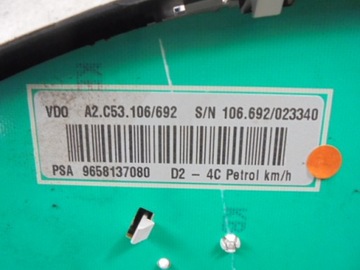 VDO A2.C53.106/692 S/N 106.692/023340
PSA 9658137080 D2 - 4C Petrol km/h